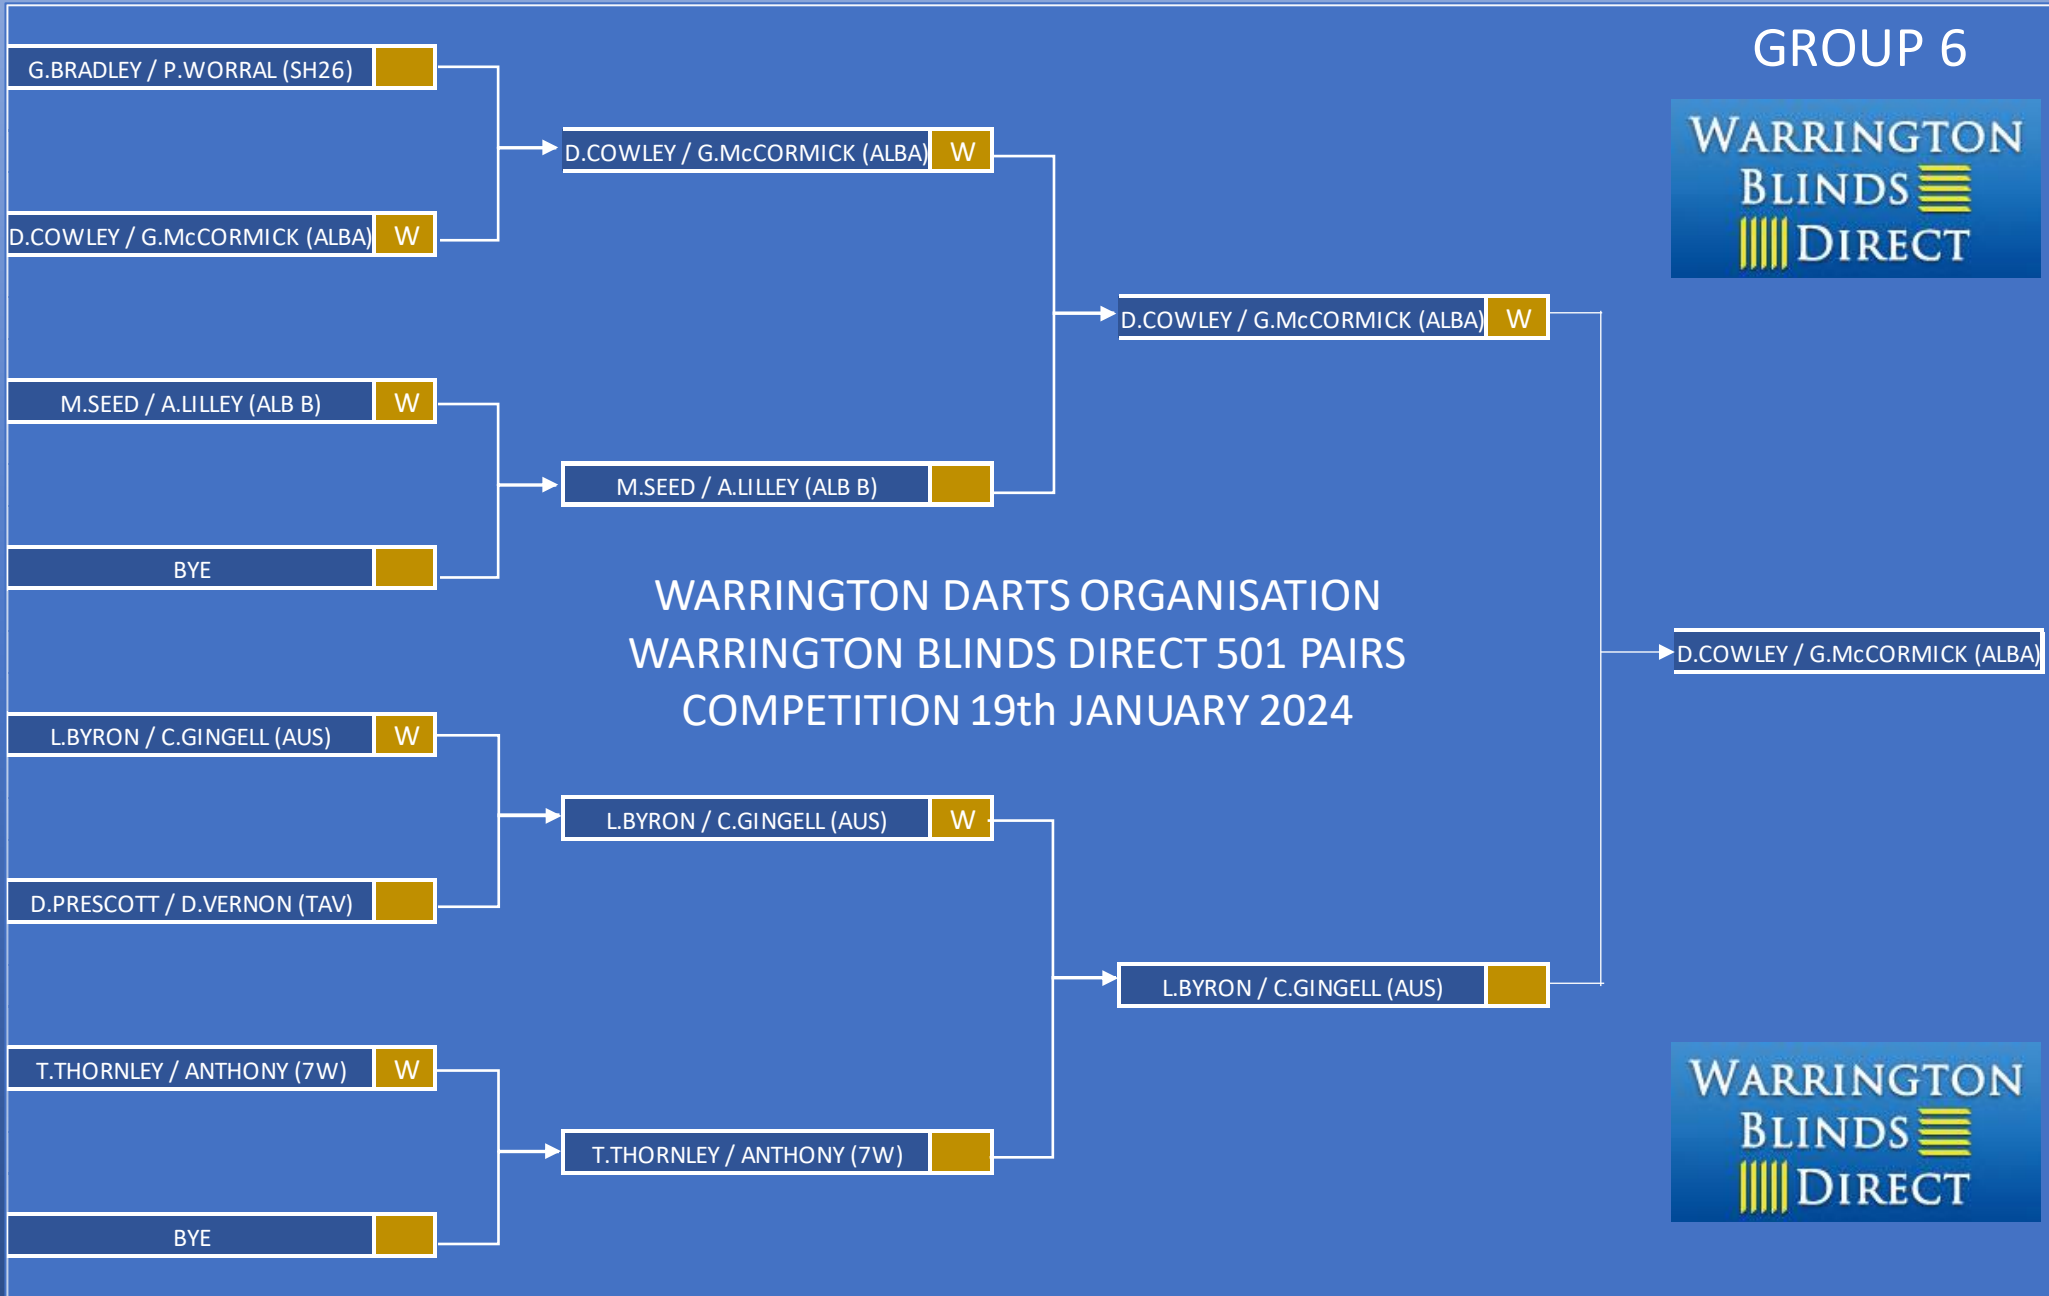 GROUP 6
WARRINGTON
BLINDS
DIRECT
G.BRADLEY / P.WORRAL (SH26)
D.COWLEY / G.McCORMICK (ALBA) W
D.COWLEY / G.McCORMICK (ALBA) W
D.COWLEY / G.McCORMICK (ALBA) W
M.SEED / A.LILLEY (ALB B) W
M.SEED / A.LILLEY (ALB B)
BYE
WARRINGTON DARTS ORGANISATION
WARRINGTON BLINDS DIRECT 501 PAIRS
COMPETITION 19th JANUARY 2024
D.COWLEY / G.McCORMICK (ALBA)
L.BYRON / C.GINGELL (AUS) W
L.BYRON / C.GINGELL (AUS) W
D.PRESCOTT / D.VERNON (TAV)
L.BYRON / C.GINGELL (AUS)
T.THORNLEY / ANTHONY (7W) W
T.THORNLEY / ANTHONY (7W)
BYE
WARRINGTON
BLINDS
DIRECT